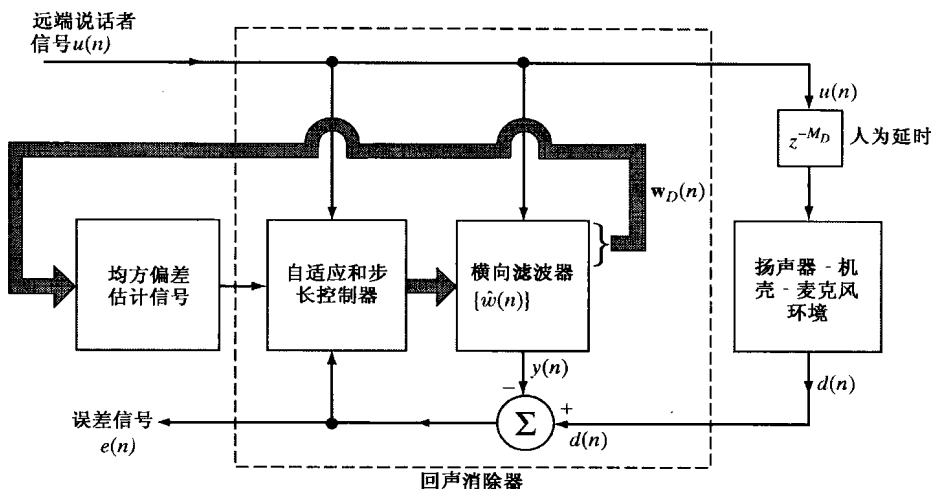 远端说话者
信号u(n)
u(n)
z^{-M_D}
人为延时
w_D(n)
均方偏差
估计信号
自适应和步
长控制器
横向滤波器
{ŵ(n)}
}
扬声器-机
壳-麦克风
环境
y(n)
d(n)
−
+
Σ
误差信号
e(n)
d(n)
回声消除器